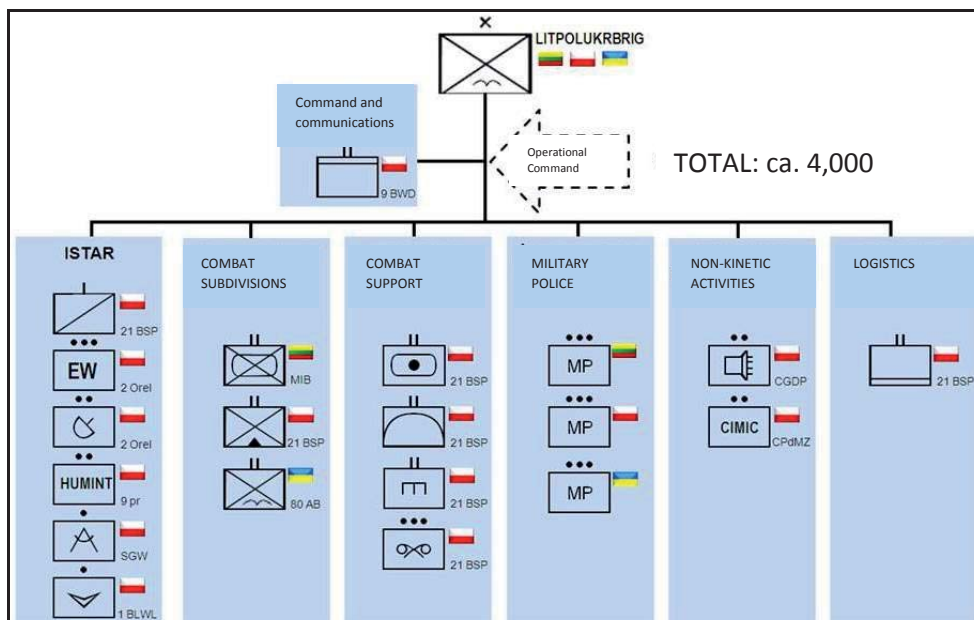 LITPOLUKRBRIG
Command and
communications
9 BWD
Operational
Command
TOTAL: ca. 4,000
ISTAR
21 BSP
EW
2 Orel
2 Orel
HUMINT
9 pr
SGW
1 BLWL
COMBAT
SUBDIVISIONS
MIB
21 BSP
80 AB
COMBAT
SUPPORT
21 BSP
21 BSP
21 BSP
21 BSP
MILITARY
POLICE
MP
MP
MP
NON-KINETIC
ACTIVITIES
CGDP
CIMIC
CPdMZ
LOGISTICS
21 BSP